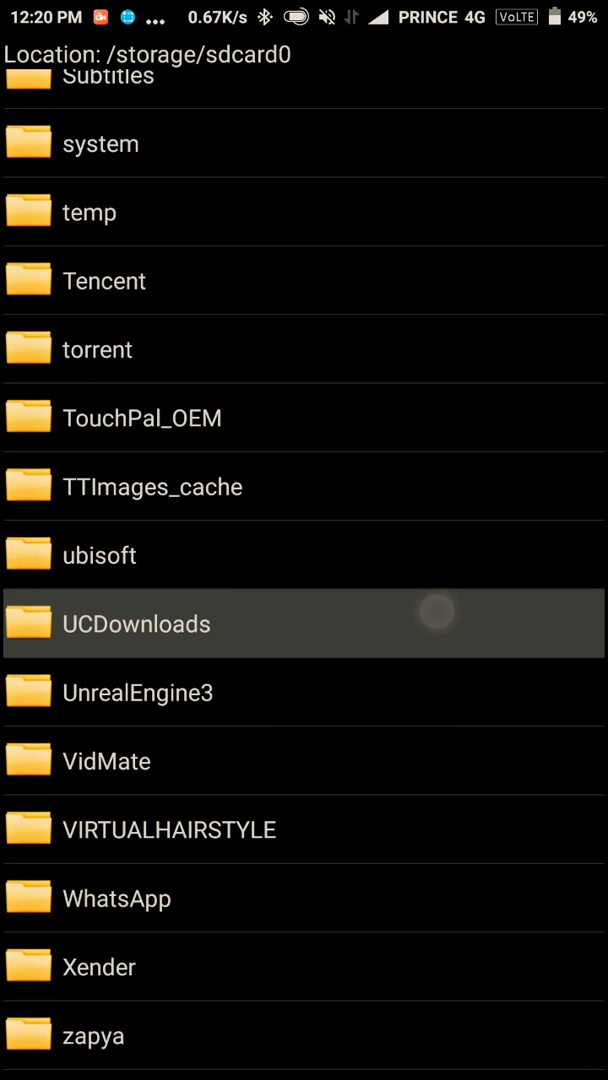 12:20 PM ... 0.67K/s PRINCE 4G VoLTE 49%
Location: /storage/sdcard0
Subtitles
system
temp
Tencent
torrent
TouchPal_OEM
TTImages_cache
ubisoft
UCDownloads
UnrealEngine3
VidMate
VIRTUALHAIRSTYLE
WhatsApp
Xender
zapya